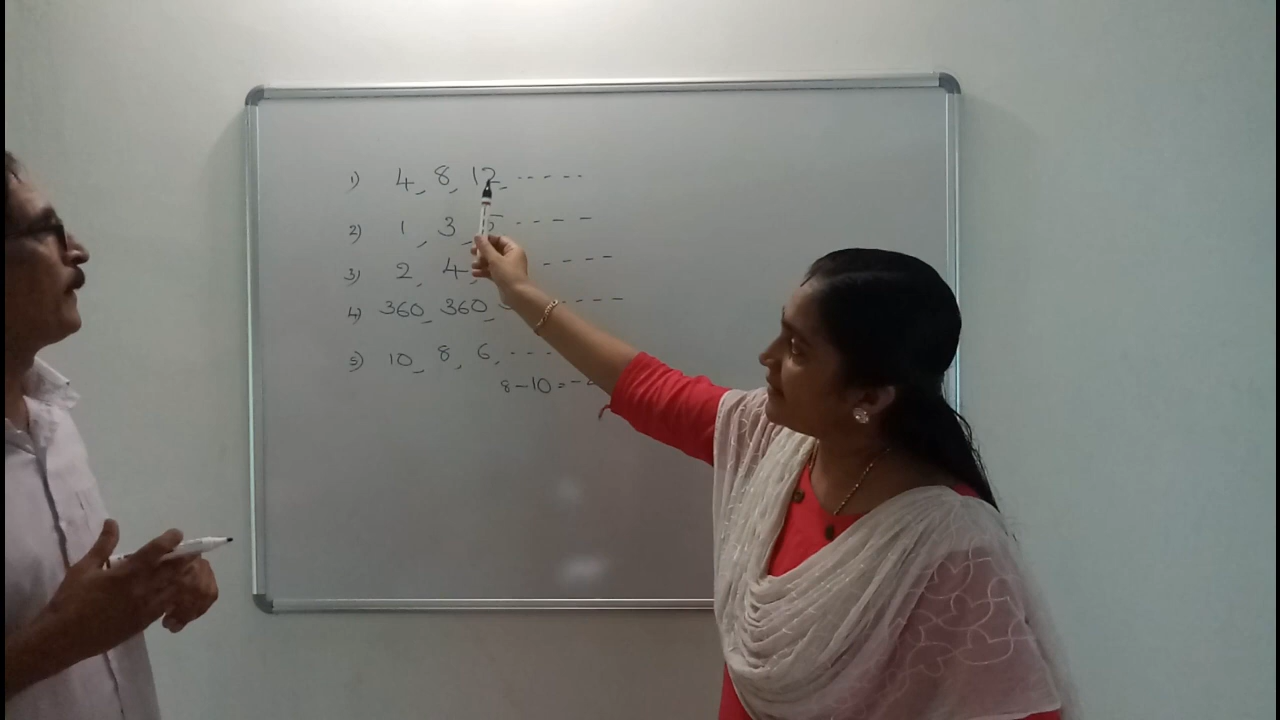 1) 4, 8, 12, - - - - -
2) 1, 3, 5 - - - -
3) 2, 4, - - - - -
4) 360, 360, - - - -
5) 10, 8, 6, - - - -
8-10=-